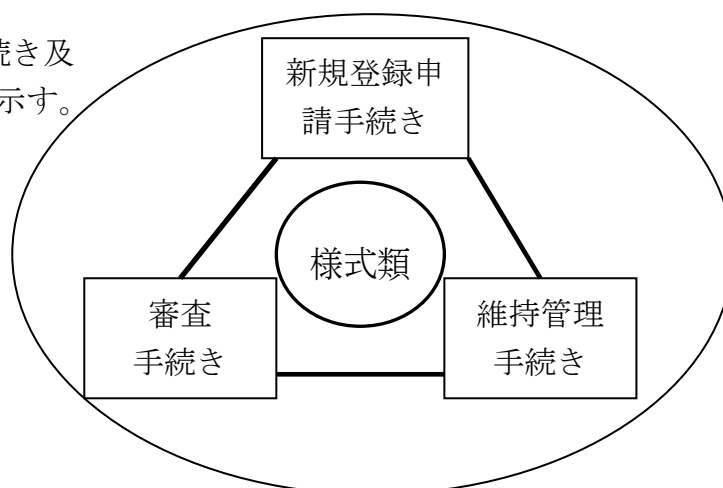 続き及
示す。
新規登録申
請手続き
様式類
審査
手続き
維持管理
手続き